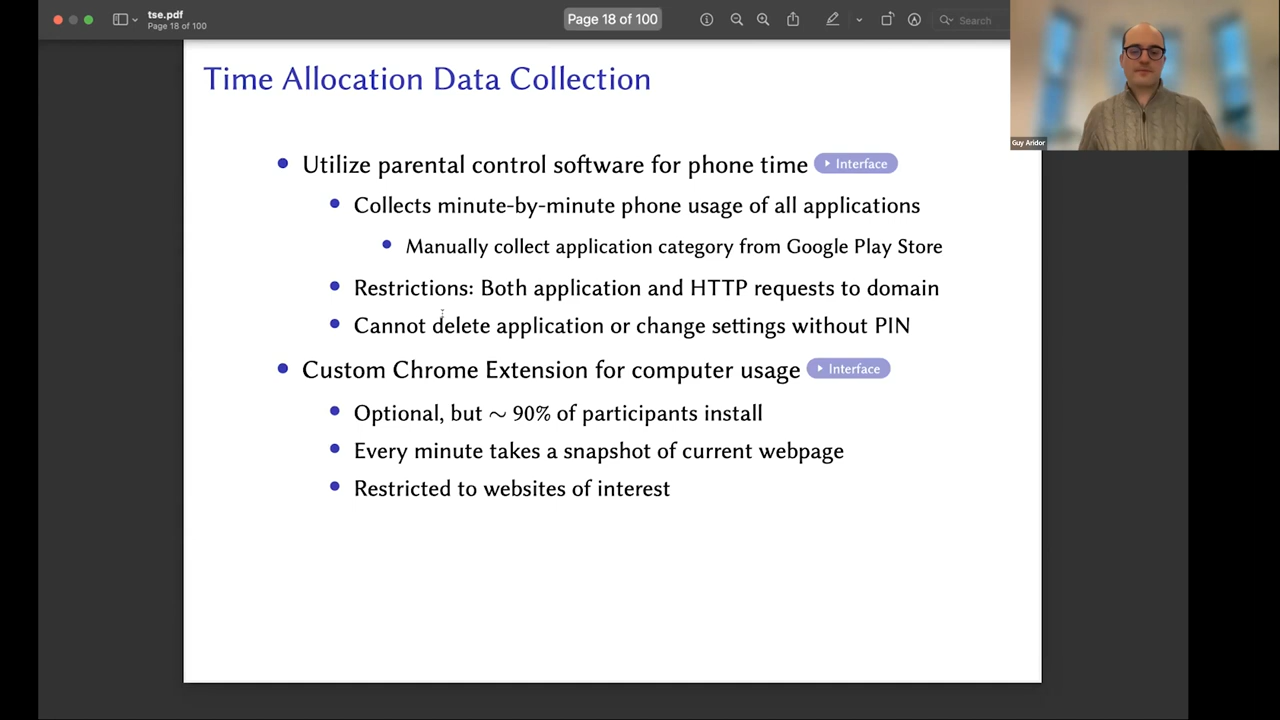 tse.pdf
Page 18 of 100
Page 18 of 100
Search
Guy Aridor
Time Allocation Data Collection
Utilize parental control software for phone time Interface
Collects minute-by-minute phone usage of all applications
Manually collect application category from Google Play Store
Restrictions: Both application and HTTP requests to domain
Cannot delete application or change settings without PIN
Custom Chrome Extension for computer usage Interface
Optional, but ∼ 90% of participants install
Every minute takes a snapshot of current webpage
Restricted to websites of interest